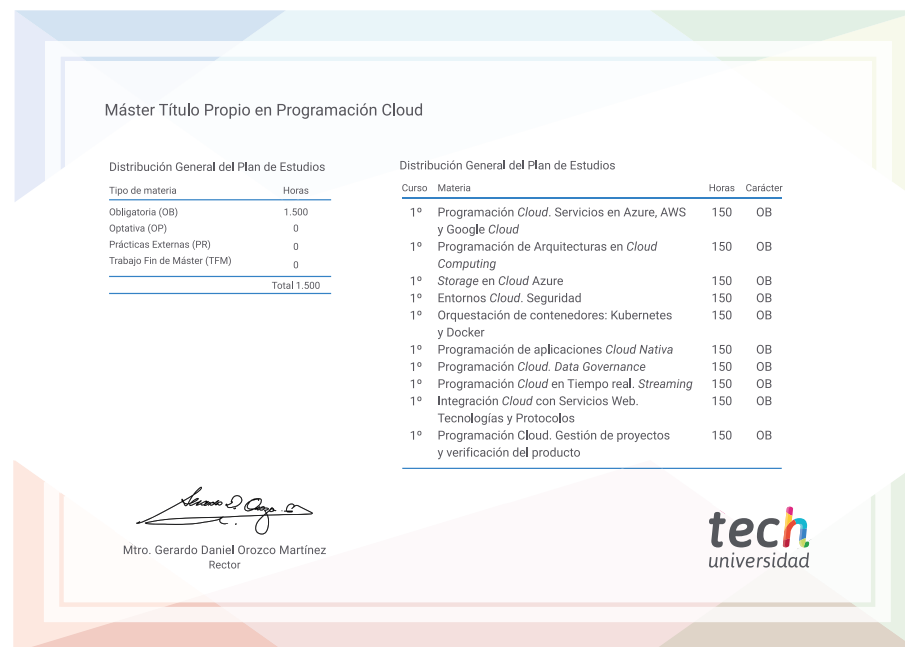 Máster Título Propio en Programación Cloud
Distribución General del Plan de Estudios
Tipo de materia Horas
Obligatoria (OB) 1.500
Optativa (OP) 0
Prácticas Externas (PR) 0
Trabajo Fin de Máster (TFM) 0
Total 1.500
Distribución General del Plan de Estudios
Curso Materia Horas Carácter
1º Programación Cloud. Servicios en Azure, AWS 150 OB
y Google Cloud
1º Programación de Arquitecturas en Cloud 150 OB
Computing
1º Storage en Cloud Azure 150 OB
1º Entornos Cloud. Seguridad 150 OB
1º Orquestación de contenedores: Kubernetes 150 OB
y Docker
1º Programación de aplicaciones Cloud Nativa 150 OB
1º Programación Cloud. Data Governance 150 OB
1º Programación Cloud en Tiempo real. Streaming 150 OB
1º Integración Cloud con Servicios Web. 150 OB
Tecnologías y Protocolos
1º Programación Cloud. Gestión de proyectos 150 OB
y verificación del producto
Mtro. Gerardo Daniel Orozco Martínez
Rector
tech
universidad